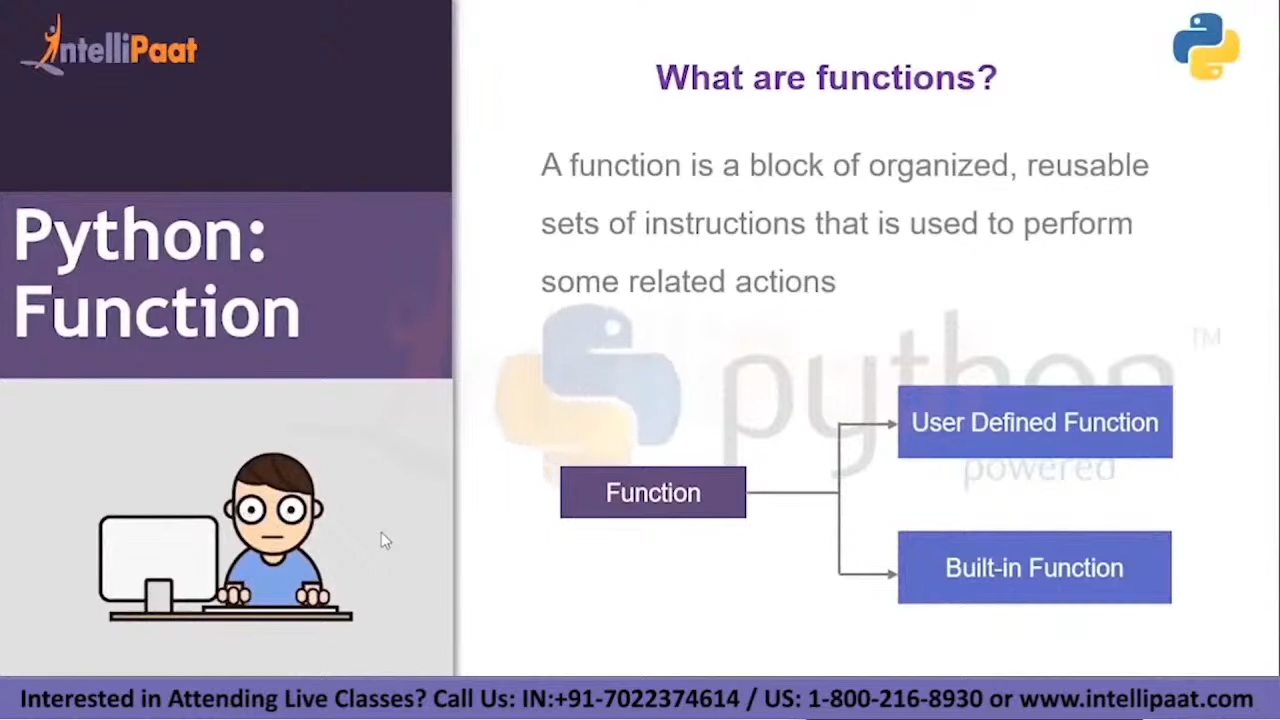 IntelliPaat
Python:
Function
What are functions?
A function is a block of organized, reusable
sets of instructions that is used to perform
some related actions
python
TM
powered
Function
User Defined Function
Built-in Function
Interested in Attending Live Classes? Call Us: IN:+91-7022374614 / US: 1-800-216-8930 or www.intellipaat.com